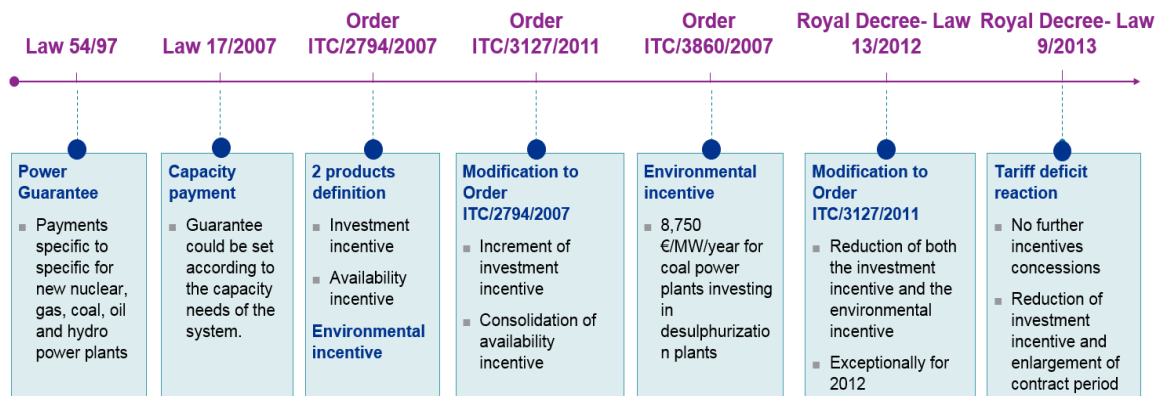 Law 54/97
Law 17/2007
Order
ITC/2794/2007
Order
ITC/3127/2011
Order
ITC/3860/2007
Royal Decree- Law
13/2012
Royal Decree- Law
9/2013
Power
Guarantee
■ Payments
specific to
specific for
new nuclear,
gas, coal, oil
and hydro
power plants
Capacity
payment
■ Guarantee
could be set
according to
the capacity
needs of the
system.
2 products
definition
■ Investment
incentive
■ Availability
incentive
Environmental
incentive
Modification to
Order
ITC/2794/2007
■ Increment of
investment
incentive
■ Consolidation of
availability
incentive
Environmental
incentive
■ 8,750
€/MW/year for
coal power
plants investing
in
desulphurizatio
n plants
Modification to
Order
ITC/3127/2011
■ Reduction of both
the investment
incentive and the
environmental
incentive
■ Exceptionally for
2012
Tariff deficit
reaction
■ No further
incentives
concessions
■ Reduction of
investment
incentive and
enlargement of
contract period